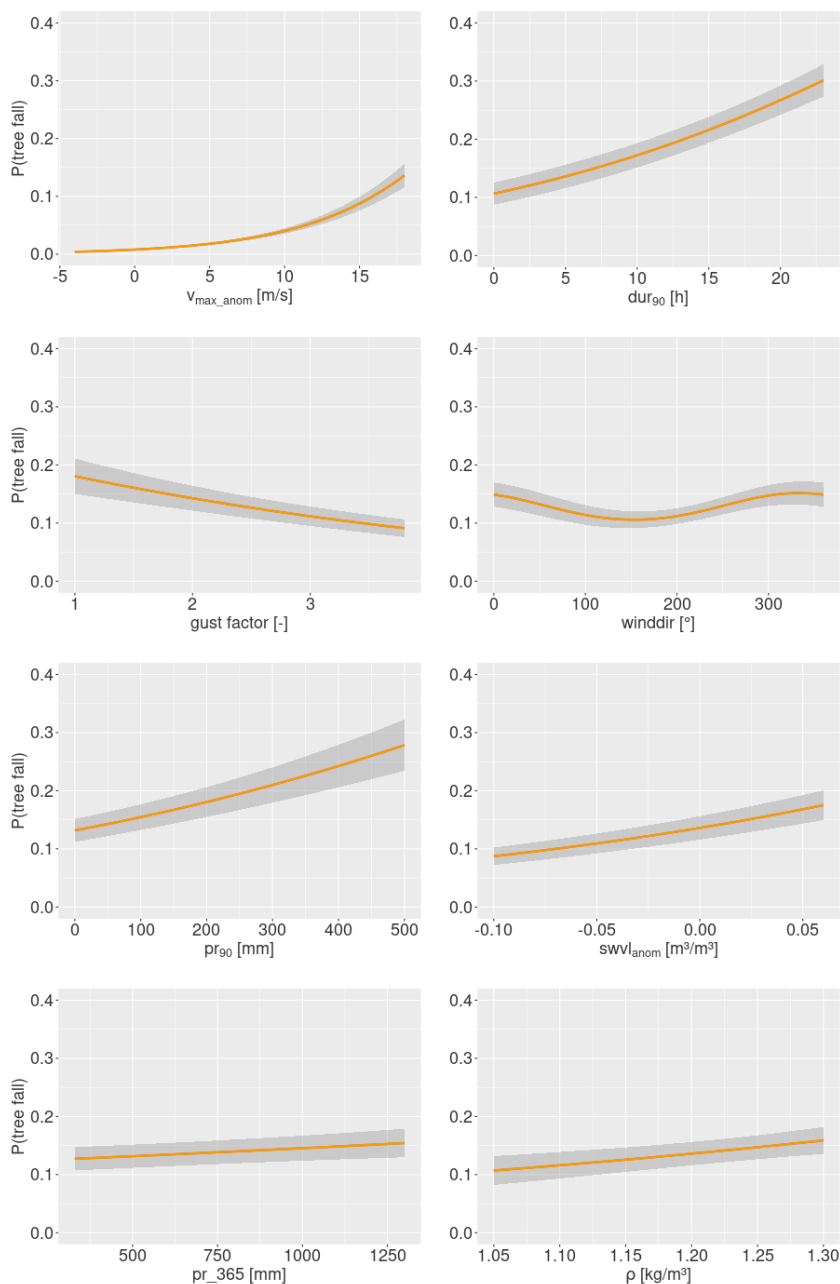 0.4 0.4
0.3 0.3
0.2 0.2
0.1 0.1
0.0 0.0
P(tree fall)
-5 0 5 10 15 0 5 10 15 20
v_max_anom [m/s] dur_90 [h]
0.4 0.4
0.3 0.3
0.2 0.2
0.1 0.1
0.0 0.0
P(tree fall)
1 2 3 0 100 200 300
gust factor [-] winddir [°]
0.4 0.4
0.3 0.3
0.2 0.2
0.1 0.1
0.0 0.0
P(tree fall)
0 100 200 300 400 500 -0.10 -0.05 0.00 0.05
pr_90 [mm] swvl_anom [m³/m³]
0.4 0.4
0.3 0.3
0.2 0.2
0.1 0.1
0.0 0.0
P(tree fall)
500 750 1000 1250 1.05 1.10 1.15 1.20 1.25 1.30
pr_365 [mm] ρ [kg/m³]